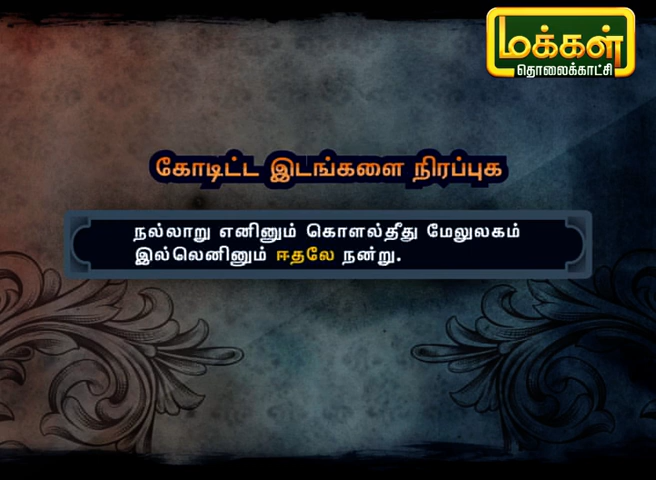 மக்கள்
தொலைக்காட்சி
கோடிட்ட இடங்களை நிரப்புக
நல்லாறு எனினும் கொளல்தீது மேலுலகம்
இல்லெனினும் ஈதலே நன்று.